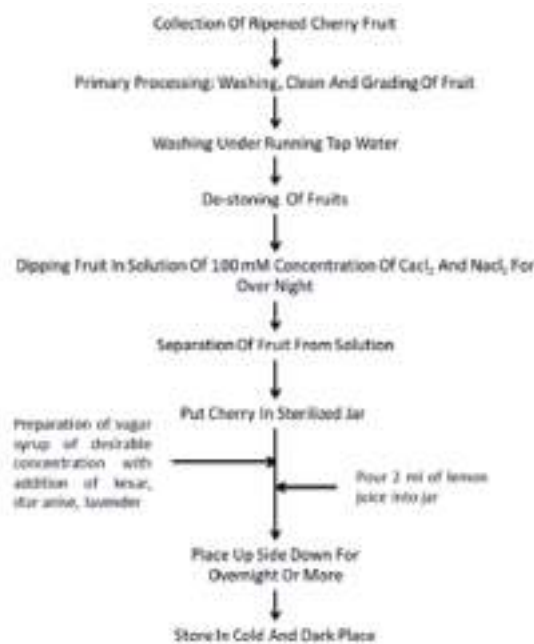 Collection Of Ripened Cherry Fruit
Primary Processing: Washing, Clean And Grading Of Fruit
Washing Under Running Tap Water
De-stoning Of Fruits
Dipping Fruit In Solution Of 100 mM Concentration Of Cacl₂ And Nacl₂ For
Over Night
Separation Of Fruit From Solution
Put Cherry In Sterilized Jar
Preparation of sugar
syrup of desirable
concentration with
addition of kesar,
star anise, lavender
Pour 2 ml of lemon
juice into jar
Place Up Side Down For
Overnight Or More
Store In Cold And Dark Place